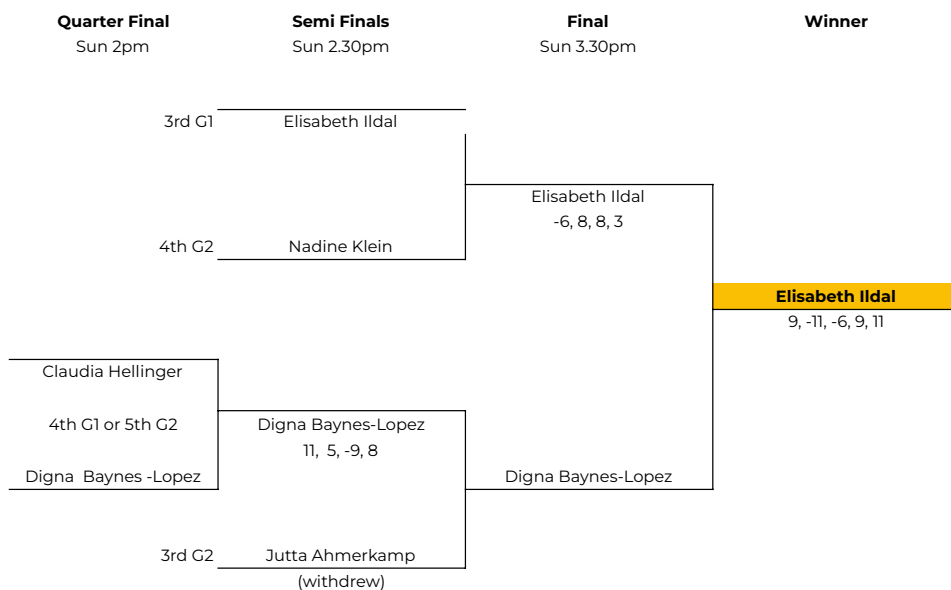 Quarter Final Semi Finals Final Winner
Sun 2pm Sun 2.30pm Sun 3.30pm
3rd G1 Elisabeth Ildal
Elisabeth Ildal
-6, 8, 8, 3
4th G2 Nadine Klein
Elisabeth Ildal
9, -11, -6, 9, 11
Claudia Hellinger
4th G1 or 5th G2 Digna Baynes-Lopez
11, 5, -9, 8
Digna Baynes -Lopez Digna Baynes-Lopez
3rd G2 Jutta Ahmerkamp
(withdrew)